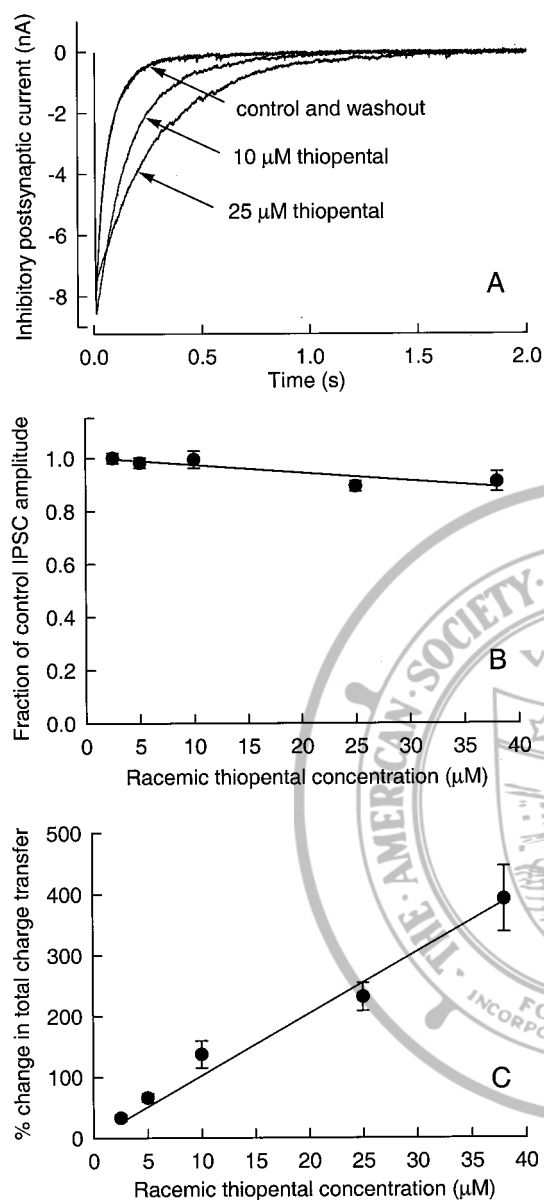 A
Inhibitory postsynaptic current (nA)
0
-2
-4
-6
-8
control and washout
10 μM thiopental
25 μM thiopental
0.0 0.5 1.0 1.5 2.0
Time (s)
B
Fraction of control IPSC amplitude
1.0
0.8
0.6
0.4
0.2
0.0
0 5 10 15 20 25 30 35 40
Racemic thiopental concentration (μM)
C
% change in total charge transfer
500
400
300
200
100
0
0 5 10 15 20 25 30 35 40
Racemic thiopental concentration (μM)
THE · AMERICAN · SOCIETY ·
INCORPO